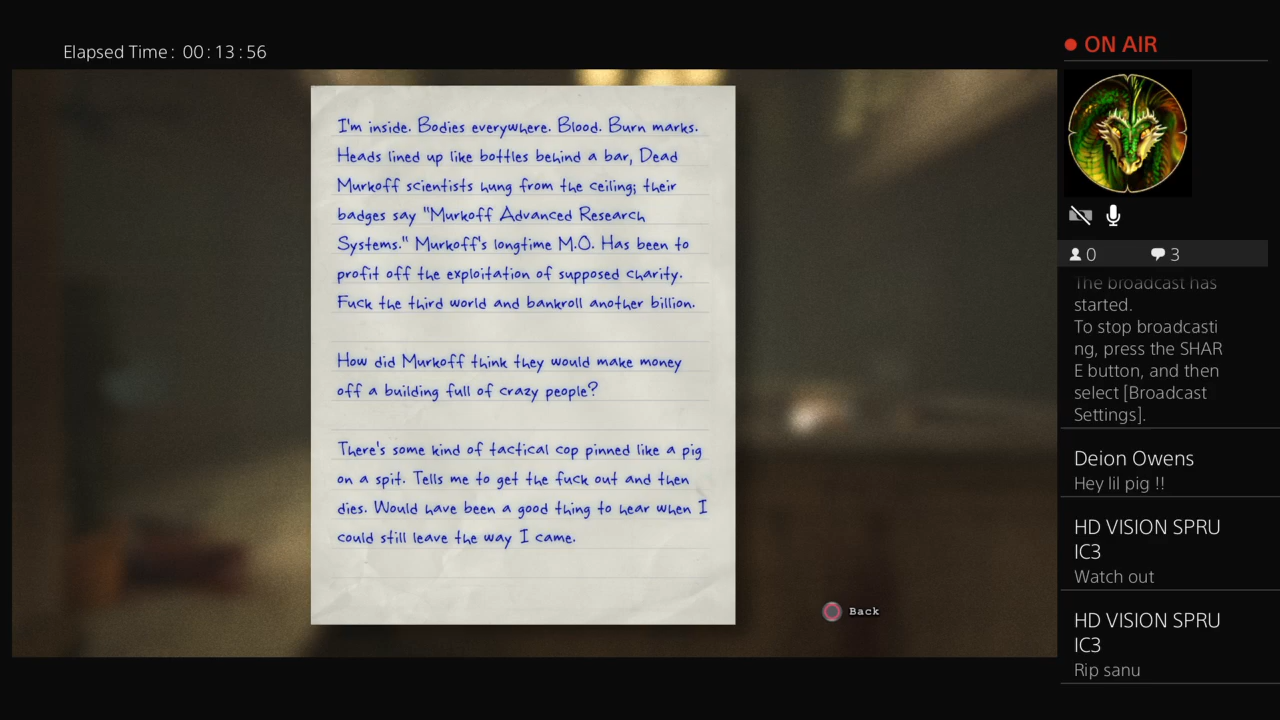 Elapsed Time: 00:13:56
I'm inside. Bodies everywhere. Blood. Burn marks.
Heads lined up like bottles behind a bar, Dead
Murkoff scientists hung from the ceiling; their
badges say "Murkoff Advanced Research
Systems." Murkoff's longtime M.O. Has been to
profit off the exploitation of supposed charity.
Fuck the third world and bankroll another billion.
How did Murkoff think they would make money
off a building full of crazy people?
There's some kind of tactical cop pinned like a pig
on a spit. Tells me to get the fuck out and then
dies. Would have been a good thing to hear when I
could still leave the way I came.
Back
ON AIR
0 3
The broadcast has
started.
To stop broadcasti
ng, press the SHAR
E button, and then
select [Broadcast
Settings].
Deion Owens
Hey lil pig !!
HD VISION SPRU
IC3
Watch out
HD VISION SPRU
IC3
Rip sanu